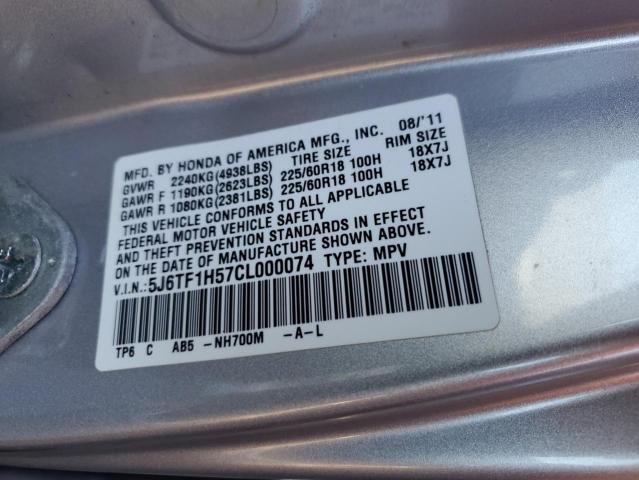 MFD. BY HONDA OF AMERICA MFG., INC. 08/'11
GVWR 2240KG(4938LBS) TIRE SIZE RIM SIZE
GAWR F 1190KG(2623LBS) 225/60R18 100H 18X7J
GAWR R 1080KG(2381LBS) 225/60R18 100H 18X7J
THIS VEHICLE CONFORMS TO ALL APPLICABLE
FEDERAL MOTOR VEHICLE SAFETY
AND THEFT PREVENTION STANDARDS IN EFFECT
ON THE DATE OF MANUFACTURE SHOWN ABOVE.
V.I.N.: 5J6TF1H57CL000074 TYPE: MPV
TP6 C AB5 -NH700M -A-L